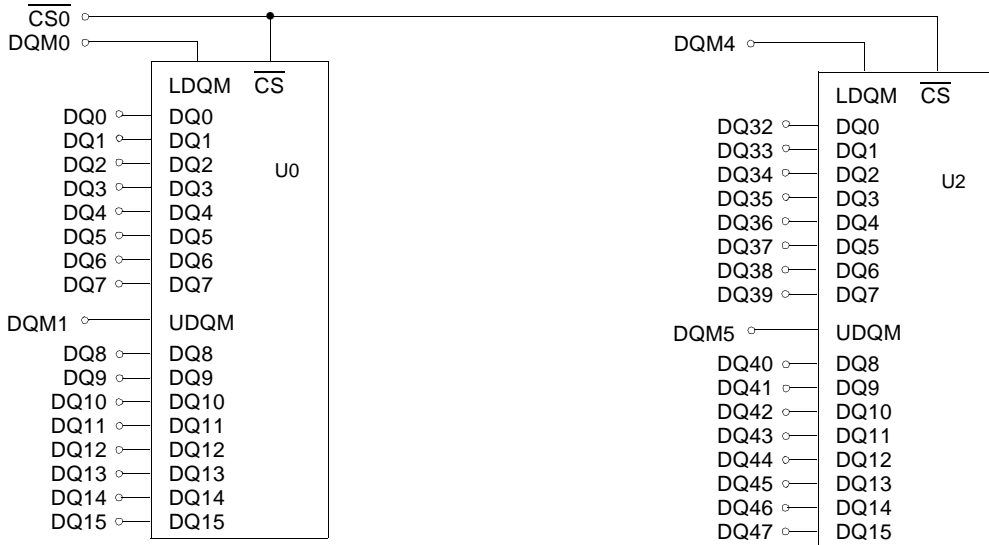 CS0
DQM0
DQM4
LDQM CS
DQ0 DQ0
DQ1 DQ1
DQ2 DQ2
U0
DQ3 DQ3
DQ4 DQ4
DQ5 DQ5
DQ6 DQ6
DQ7 DQ7
DQM1 UDQM
DQ8 DQ8
DQ9 DQ9
DQ10 DQ10
DQ11 DQ11
DQ12 DQ12
DQ13 DQ13
DQ14 DQ14
DQ15 DQ15
LDQM CS
DQ32 DQ0
DQ33 DQ1
DQ34 DQ2
U2
DQ35 DQ3
DQ36 DQ4
DQ37 DQ5
DQ38 DQ6
DQ39 DQ7
DQM5 UDQM
DQ40 DQ8
DQ41 DQ9
DQ42 DQ10
DQ43 DQ11
DQ44 DQ12
DQ45 DQ13
DQ46 DQ14
DQ47 DQ15